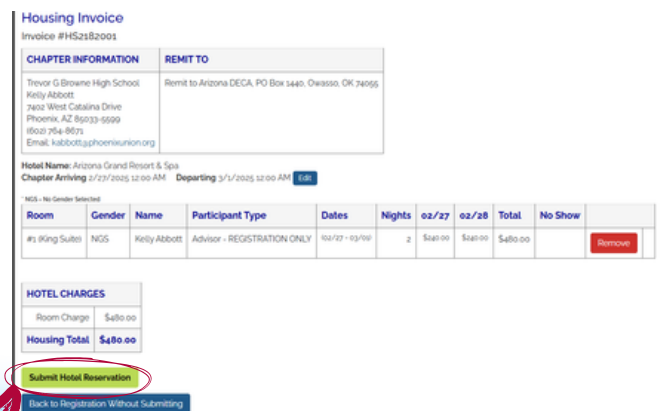 Housing Invoice
Invoice #HS2182001
CHAPTER INFORMATION REMIT TO
Trevor G Browne High School Remit to Arizona DECA, PO Box 1440, Owasso, OK 74055
Kelly Abbott
7402 West Catalina Drive
Phoenix, AZ 85033-5599
(602) 764-8671
Email: kabbott@phoenixunion.org
Hotel Name: Arizona Grand Resort & Spa
Chapter Arriving 2/27/2025 12:00 AM Departing 3/1/2025 12:00 AM Edit
* NGS = No Gender Selected
Room Gender Name Participant Type Dates Nights 02/27 02/28 Total No Show
#1 (King Suite) NGS Kelly Abbott Advisor - REGISTRATION ONLY (02/27 - 03/01) 2 $240.00 $240.00 $480.00 Remove
HOTEL CHARGES
Room Charge $480.00
Housing Total $480.00
Submit Hotel Reservation
Back to Registration Without Submitting